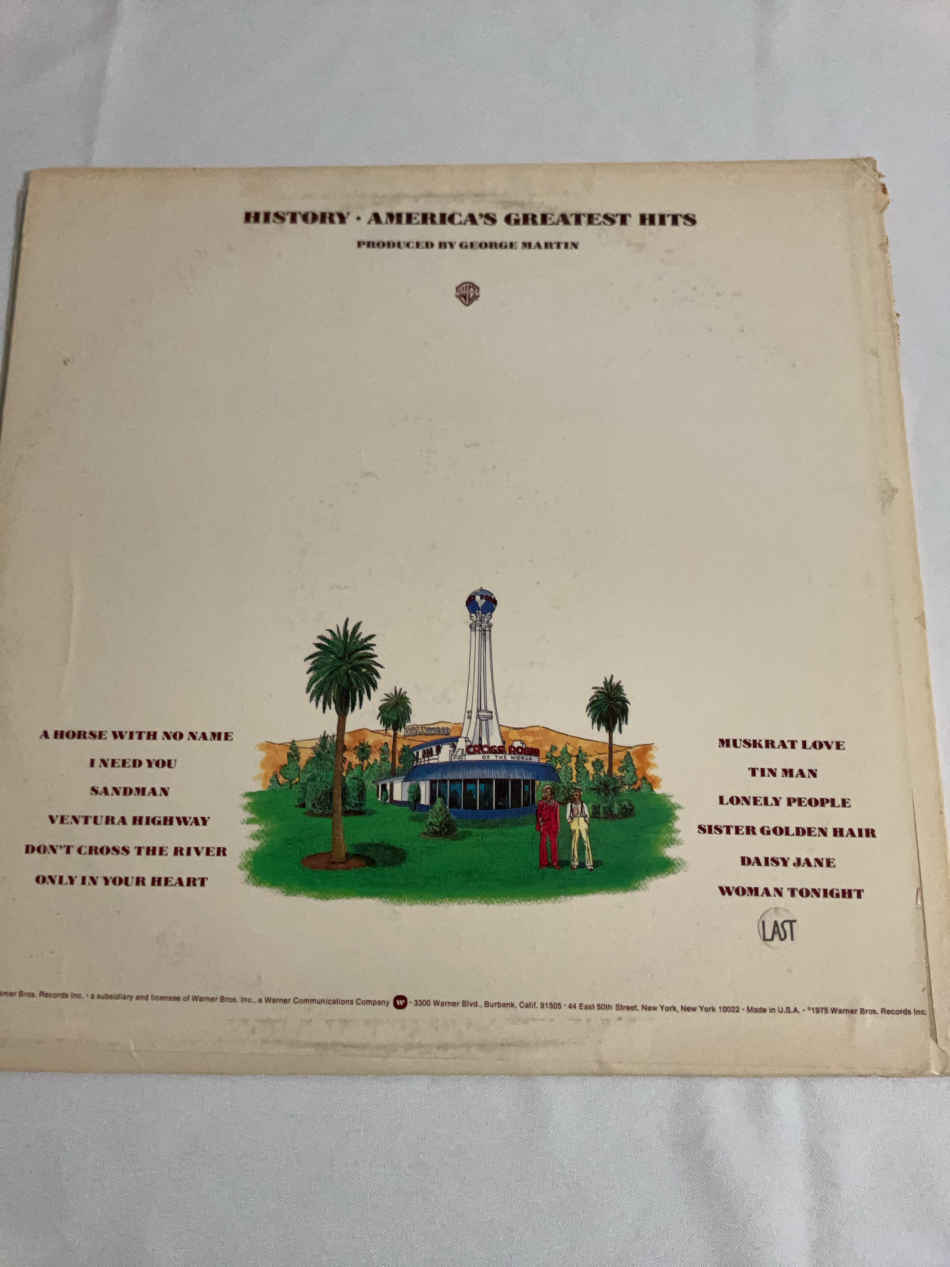 HISTORY · AMERICA'S GREATEST HITS
PRODUCED BY GEORGE MARTIN
A HORSE WITH NO NAME
I NEED YOU
SANDMAN
VENTURA HIGHWAY
DON'T CROSS THE RIVER
ONLY IN YOUR HEART
OF THE WORLD
MUSKRAT LOVE
TIN MAN
LONELY PEOPLE
SISTER GOLDEN HAIR
DAISY JANE
WOMAN TONIGHT
LAST
Bros. Records Inc. · a subsidiary and licensee of Warner Bros. Inc., a Warner Communications Company W · 3300 Warner Blvd., Burbank, Calif. 91505 · 44 East 50th Street, New York, New York 10022 · Made in U.S.A. · ©1975 Warner Bros. Records Inc.